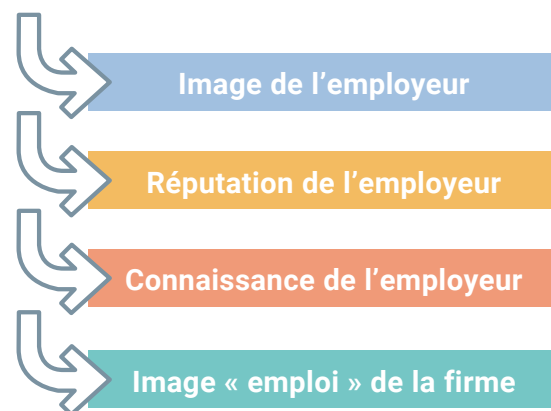 Image de l’employeur
Réputation de l’employeur
Connaissance de l’employeur
Image « emploi » de la firme